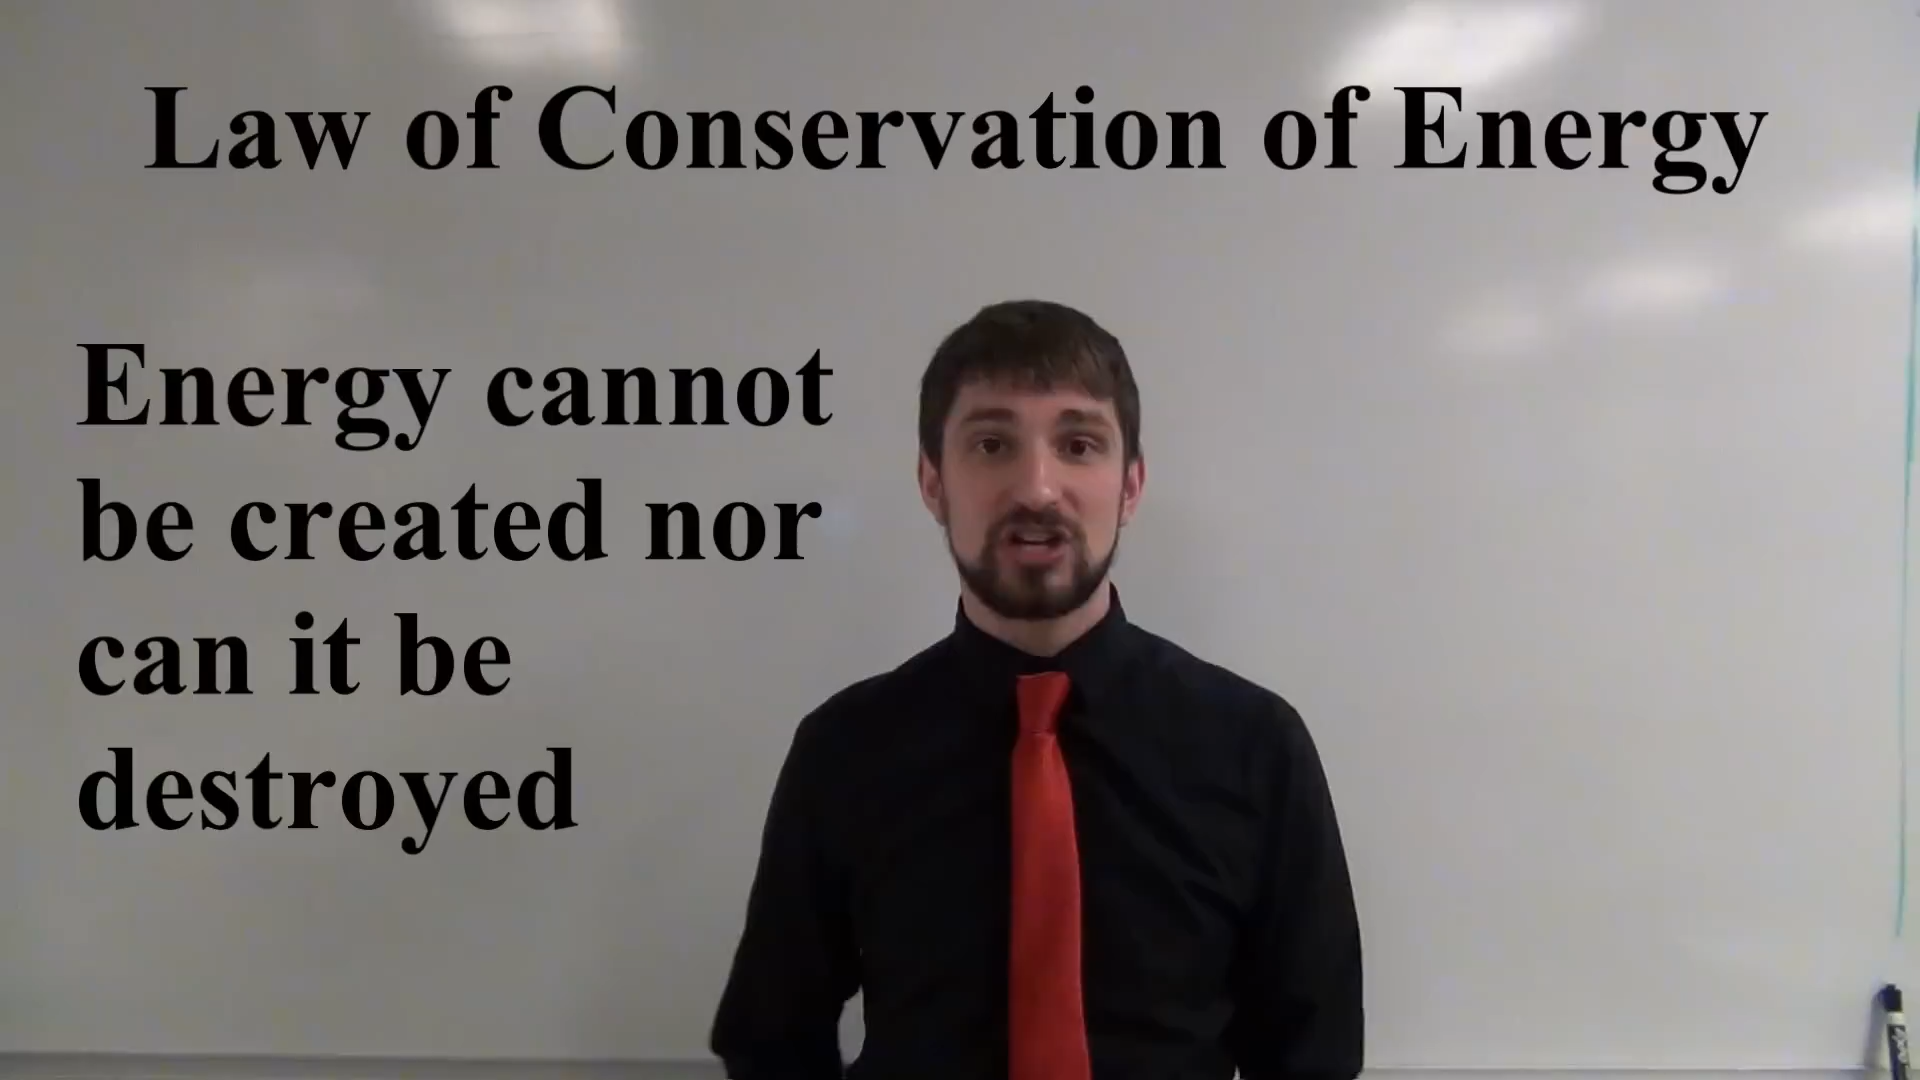 Law of Conservation of Energy
Energy cannot
be created nor
can it be
destroyed